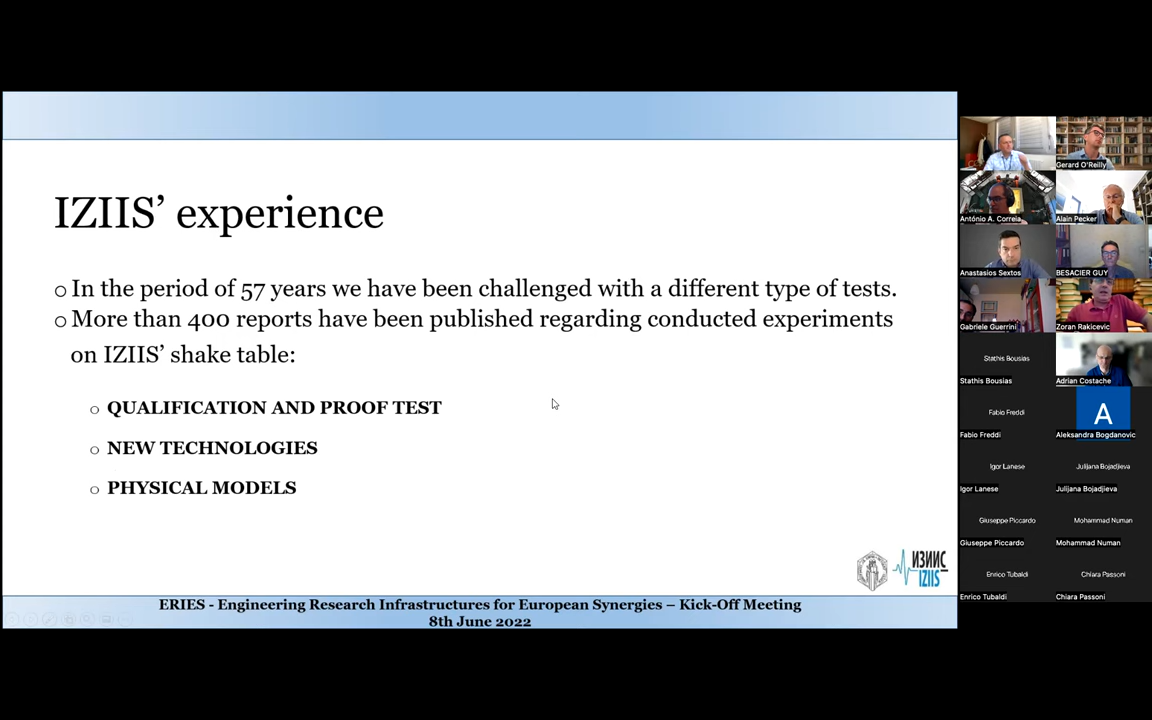 IZIIS’ experience
o In the period of 57 years we have been challenged with a different type of tests.
o More than 400 reports have been published regarding conducted experiments
on IZIIS’ shake table:
o QUALIFICATION AND PROOF TEST
o NEW TECHNOLOGIES
o PHYSICAL MODELS
ИЗИИС
IZIIS
ERIES - Engineering Research Infrastructures for European Synergies – Kick-Off Meeting
8th June 2022
Gerard O'Reilly
António A. Correia
Alain Pecker
Anastasios Sextos
BESACIER GUY
Gabriele Guerrini
Zoran Rakicevic
Stathis Bousias
Stathis Bousias
Adrian Costache
Fabio Freddi
A
Fabio Freddi
Aleksandra Bogdanovic
Igor Lanese
Julijana Bojadjieva
Igor Lanese
Julijana Bojadjieva
Giuseppe Piccardo
Mohammad Numan
Giuseppe Piccardo
Mohammad Numan
Enrico Tubaldi
Chiara Passoni
Enrico Tubaldi
Chiara Passoni